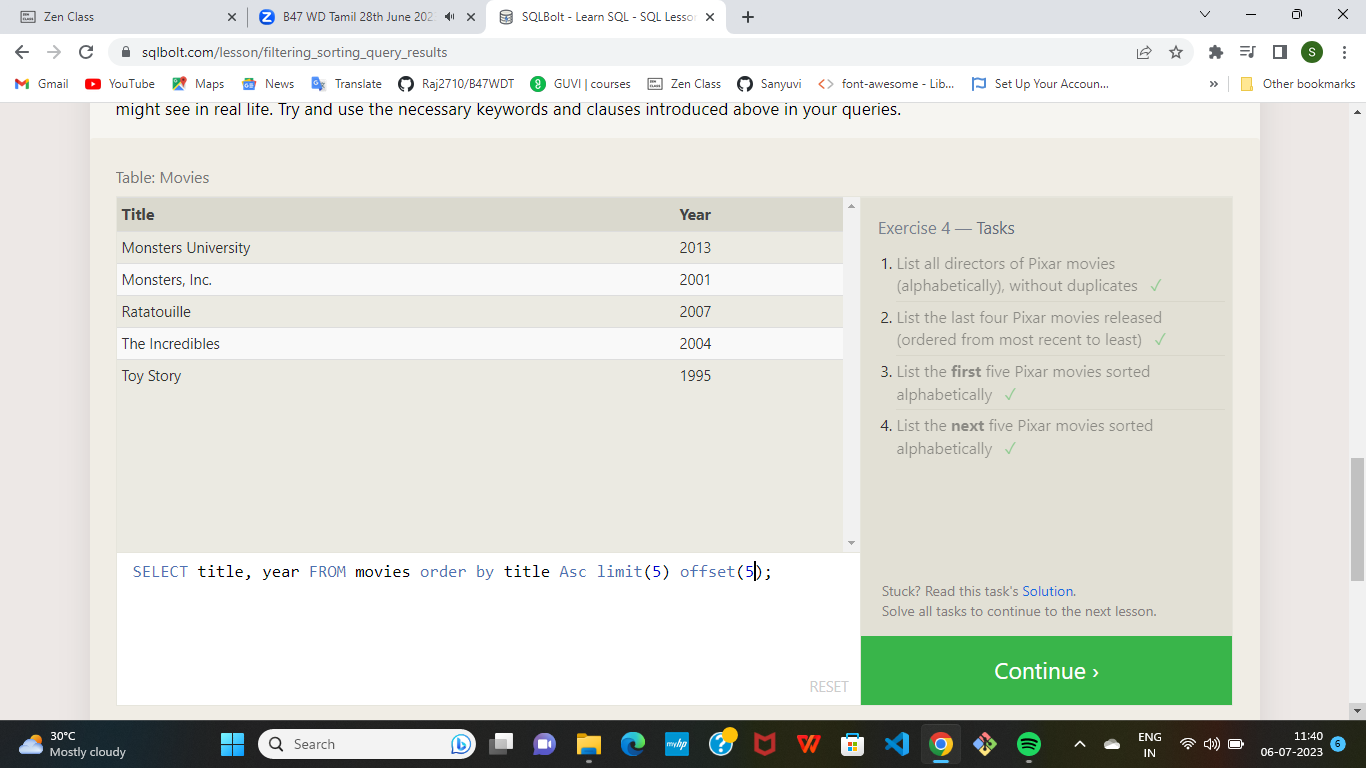 Zen Class
B47 WD Tamil 28th June 202
SQLBolt - Learn SQL - SQL Lesso
sqlbolt.com/lesson/filtering_sorting_query_results
S
Gmail
YouTube
Maps
News
Translate
Raj2710/B47WDT
GUVI | courses
Zen Class
Sanyuvi
font-awesome - Lib...
Set Up Your Accoun...
»
Other bookmarks
might see in real life. Try and use the necessary keywords and clauses introduced above in your queries.
Table: Movies
Title Year
Monsters University 2013
Monsters, Inc. 2001
Ratatouille 2007
The Incredibles 2004
Toy Story 1995
SELECT title, year FROM movies order by title Asc limit(5) offset(5);
RESET
Exercise 4 — Tasks
1. List all directors of Pixar movies
(alphabetically), without duplicates ✓
2. List the last four Pixar movies released
(ordered from most recent to least) ✓
3. List the first five Pixar movies sorted
alphabetically ✓
4. List the next five Pixar movies sorted
alphabetically ✓
Stuck? Read this task's Solution.
Solve all tasks to continue to the next lesson.
Continue ›
30°C
Mostly cloudy
Search
ENG
IN
11:40
06-07-2023
6